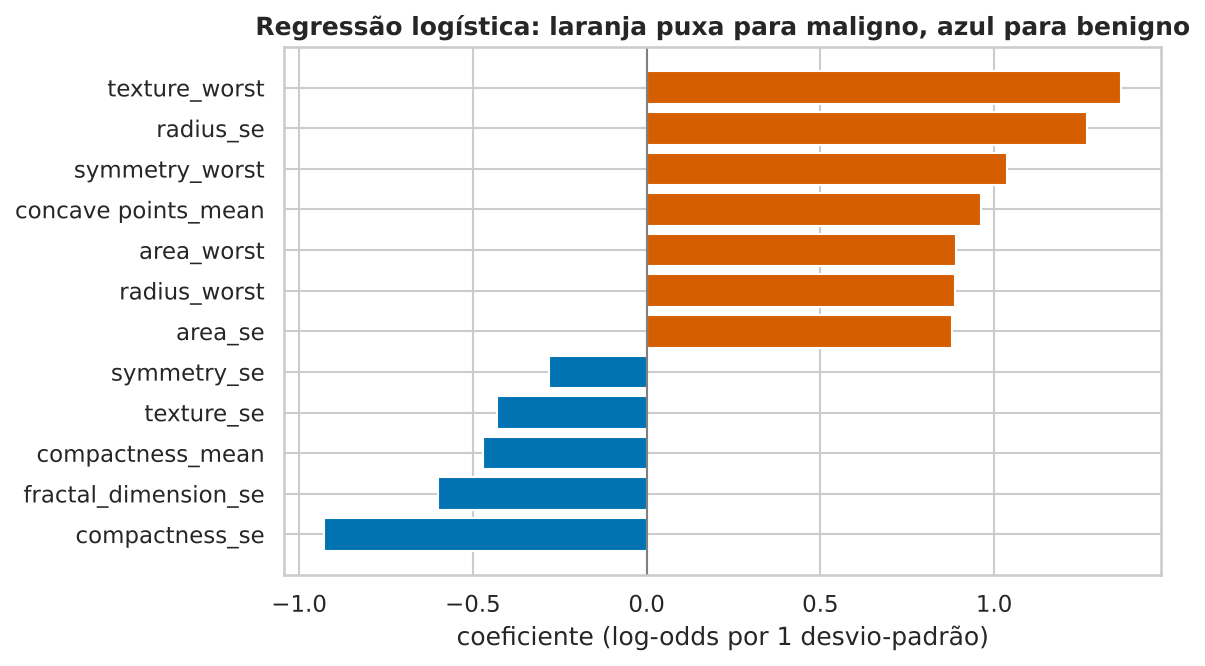 Regressão logística: laranja puxa para maligno, azul para benigno
texture_worst
radius_se
symmetry_worst
concave points_mean
area_worst
radius_worst
area_se
symmetry_se
texture_se
compactness_mean
fractal_dimension_se
compactness_se
−1.0 −0.5 0.0 0.5 1.0
coeficiente (log-odds por 1 desvio-padrão)